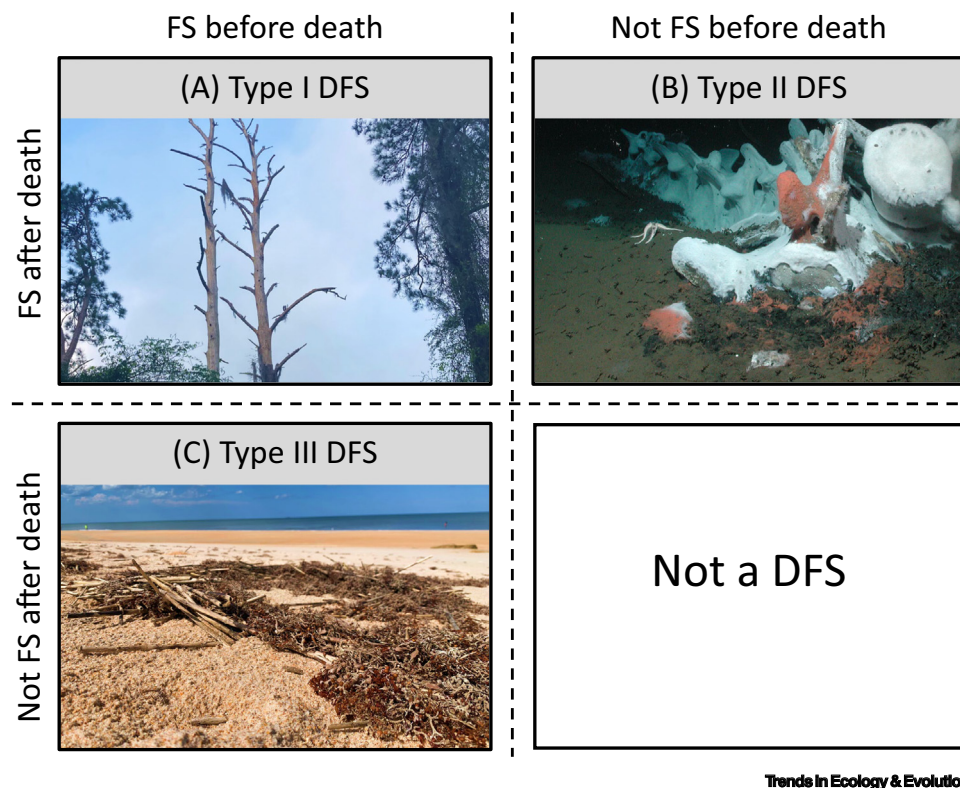 FS before death
Not FS before death
FS after death
(A) Type I DFS
(B) Type II DFS
Not FS after death
(C) Type III DFS
Not a DFS
Trends in Ecology & Evolutio